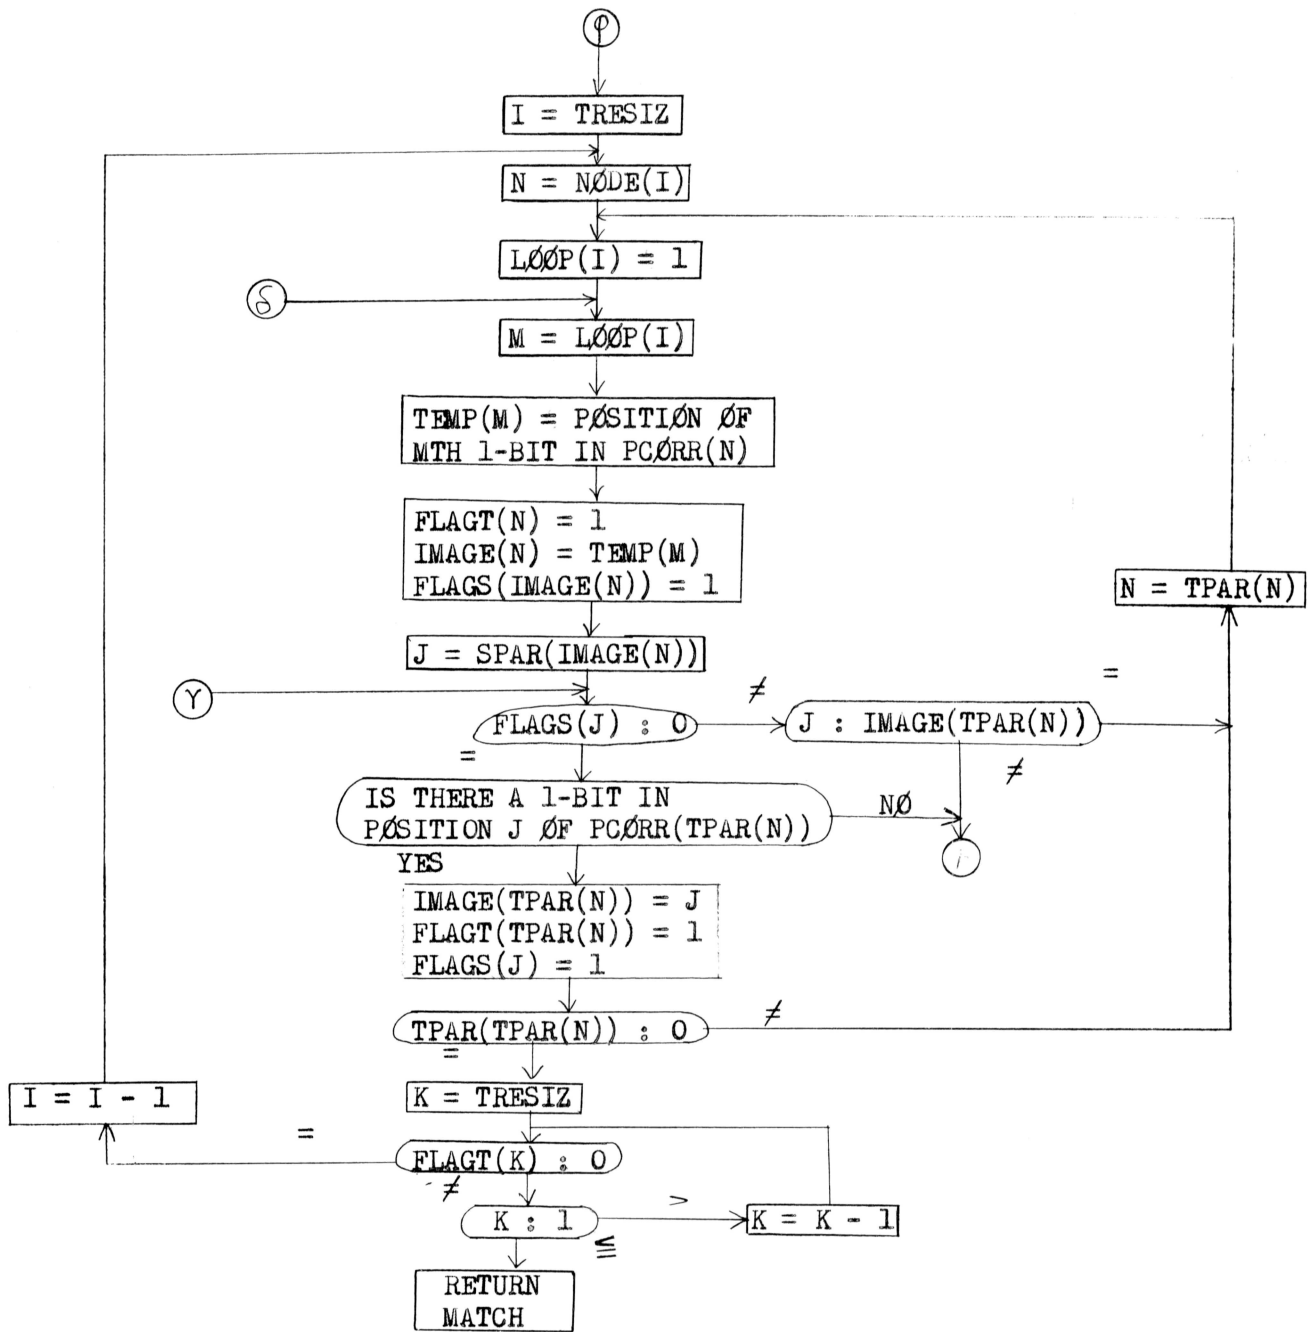 φ
I = TRESIZ
N = NØDE(I)
LØØP(I) = 1
δ
M = LØØP(I)
TEMP(M) = PØSITIØN ØF
MTH 1-BIT IN PCØRR(N)
FLAGT(N) = 1
IMAGE(N) = TEMP(M)
FLAGS(IMAGE(N)) = 1
N = TPAR(N)
J = SPAR(IMAGE(N))
γ
FLAGS(J) : 0
≠
J : IMAGE(TPAR(N))
=
=
≠
IS THERE A 1-BIT IN
PØSITION J ØF PCØRR(TPAR(N))
NØ
YES
IMAGE(TPAR(N)) = J
FLAGT(TPAR(N)) = 1
FLAGS(J) = 1
TPAR(TPAR(N)) : 0
≠
=
K = TRESIZ
I = I - 1
=
FLAGT(K) : 0
≠
K : 1
>
K = K - 1
≤
RETURN
MATCH